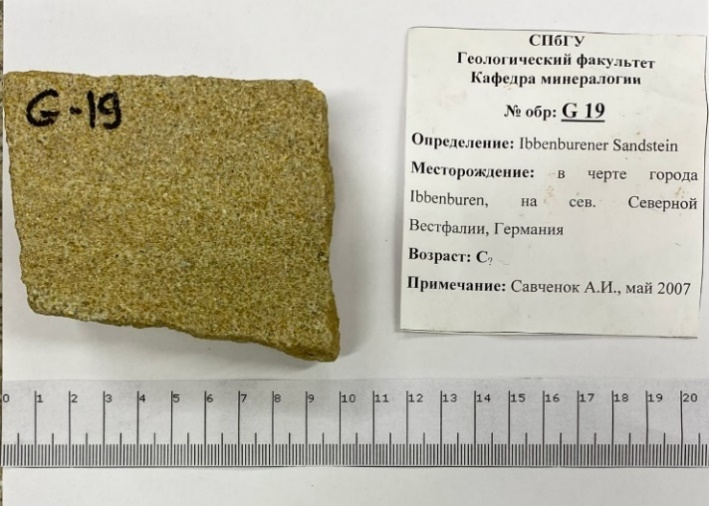 G-19
СПбГУ
Геологический факультет
Кафедра минералогии
№ обр: G 19
Определение: Ibbenburener Sandstein
Месторождение: в черте города
Ibbenburen, на сев. Северной
Вестфалии, Германия
Возраст: C?
Примечание: Савченок А.И., май 2007
0 1 2 3 4 5 6 7 8 9 10 11 12 13 14 15 16 17 18 19 20